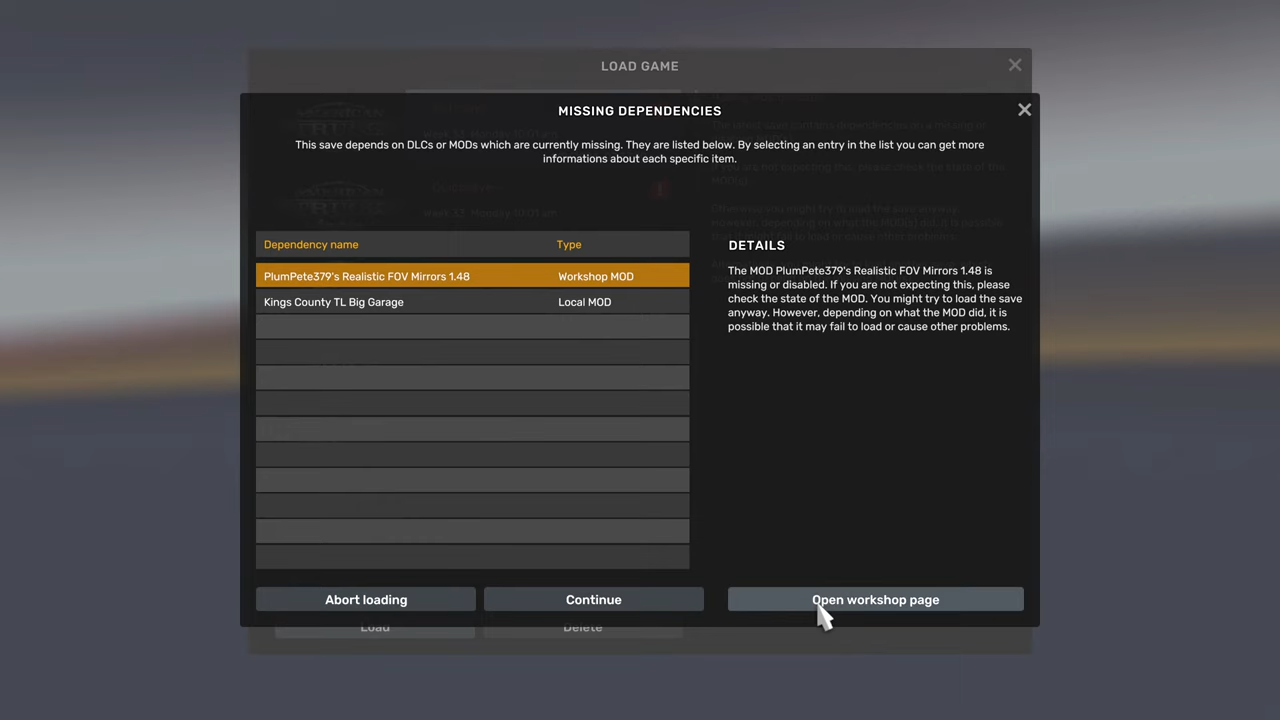 LOAD GAME
MISSING DEPENDENCIES
This save depends on DLCs or MODs which are currently missing. They are listed below. By selecting an entry in the list you can get more
informations about each specific item.
Dependency name Type
PlumPete379's Realistic FOV Mirrors 1.48 Workshop MOD
Kings County TL Big Garage Local MOD
DETAILS
The MOD PlumPete379's Realistic FOV Mirrors 1.48 is
missing or disabled. If you are not expecting this, please
check the state of the MOD. You might try to load the save
anyway. However, depending on what the MOD did, it is
possible that it may fail to load or cause other problems.
Abort loading Continue Open workshop page
Load Delete